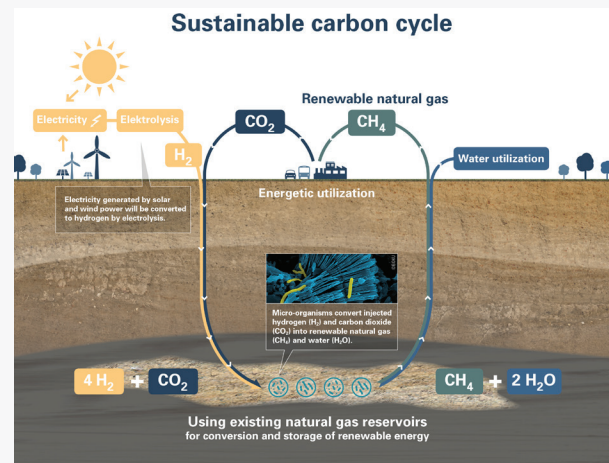 Sustainable carbon cycle
Renewable natural gas
Electricity
Elektrolysis
CO₂
CH₄
H₂
Water utilization
Energetic utilization
Electricity generated by solar
and wind power will be converted
to hydrogen by electrolysis.
Micro-organisms convert injected
hydrogen (H₂) and carbon dioxide
(CO₂) into renewable natural gas
(CH₄) and water (H₂O).
4 H₂ + CO₂
CH₄ + 2 H₂O
Using existing natural gas reservoirs
for conversion and storage of renewable energy